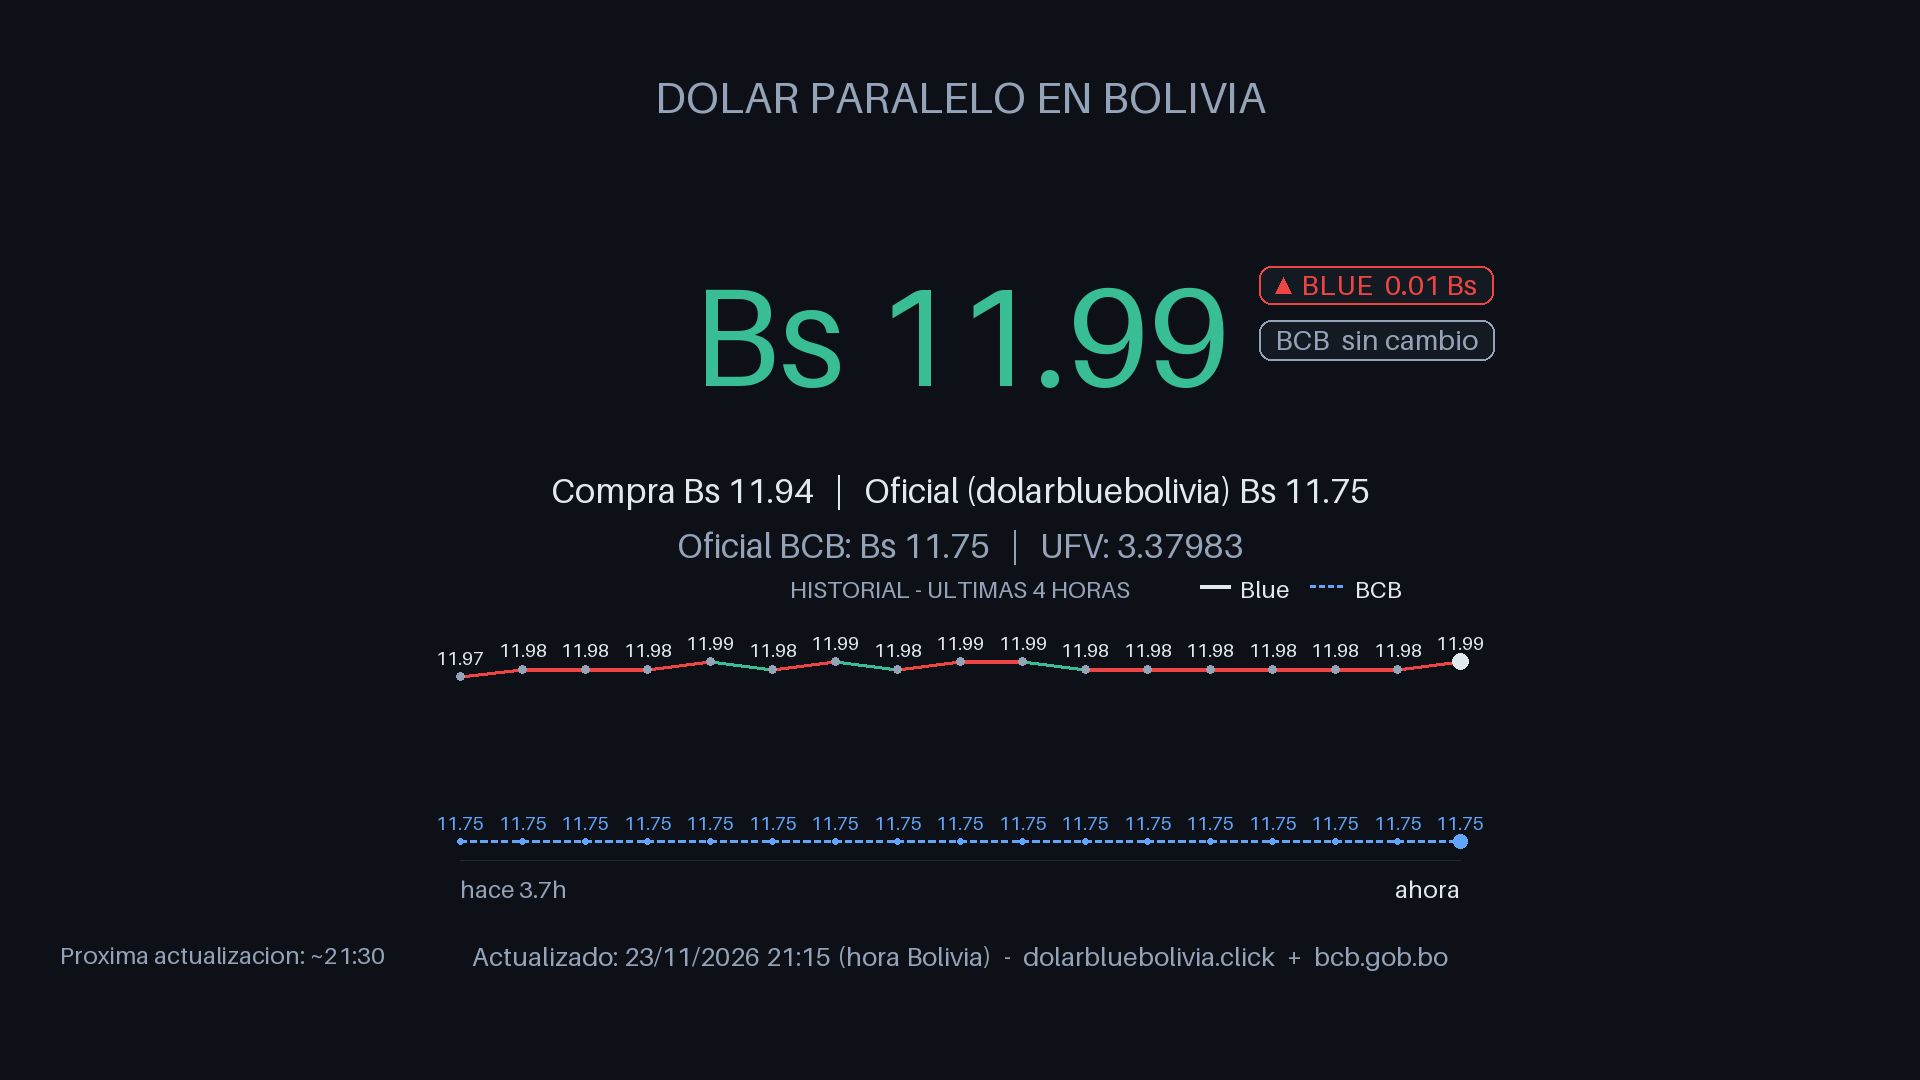 DOLAR PARALELO EN BOLIVIA
Bs 11.99
▲ BLUE 0.01 Bs
BCB sin cambio
Compra Bs 11.94 | Oficial (dolarbluebolivia) Bs 11.75
Oficial BCB: Bs 11.75 | UFV: 3.37983
HISTORIAL - ULTIMAS 4 HORAS
Blue BCB
11.97 11.98 11.98 11.98 11.99 11.98 11.99 11.98 11.99 11.99 11.98 11.98 11.98 11.98 11.98 11.98 11.99
11.75 11.75 11.75 11.75 11.75 11.75 11.75 11.75 11.75 11.75 11.75 11.75 11.75 11.75 11.75 11.75 11.75
hace 3.7h ahora
Proxima actualizacion: ~21:30
Actualizado: 23/11/2026 21:15 (hora Bolivia) - dolarbluebolivia.click + bcb.gob.bo